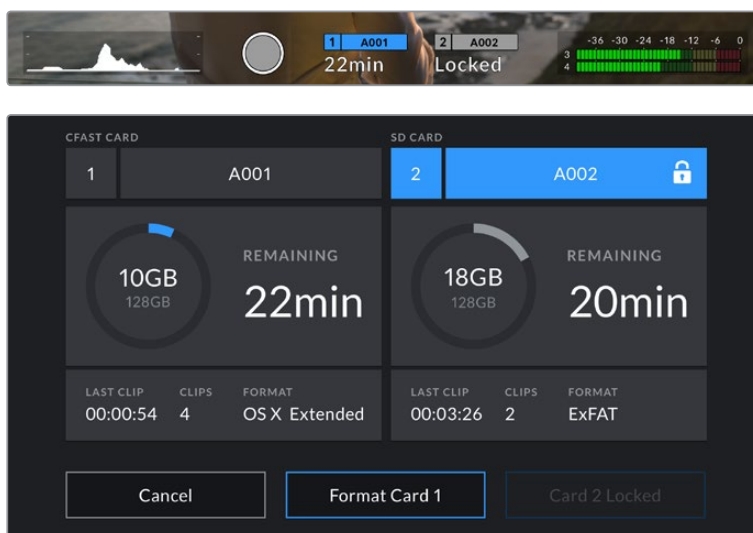 1 A001 2 A002 -36 -30 -24 -18 -12 -6 0
22min Locked 3
4
CFAST CARD SD CARD
1 A001 2 A002
REMAINING REMAINING
10GB 18GB
128GB 22min 128GB 20min
LAST CLIP CLIPS FORMAT LAST CLIP CLIPS FORMAT
00:00:54 4 OS X Extended 00:03:26 2 ExFAT
Cancel Format Card 1 Card 2 Locked